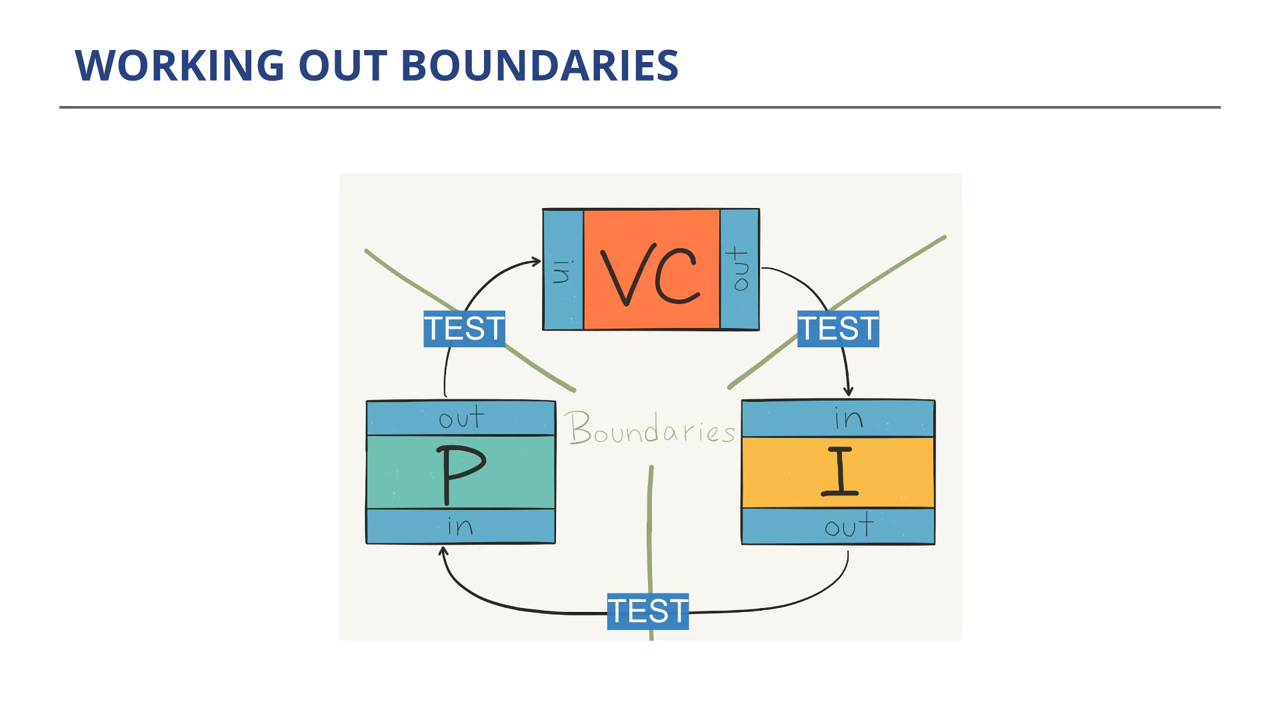 WORKING OUT BOUNDARIES
in
VC
out
TEST
TEST
out
P
in
Boundaries
in
I
out
TEST